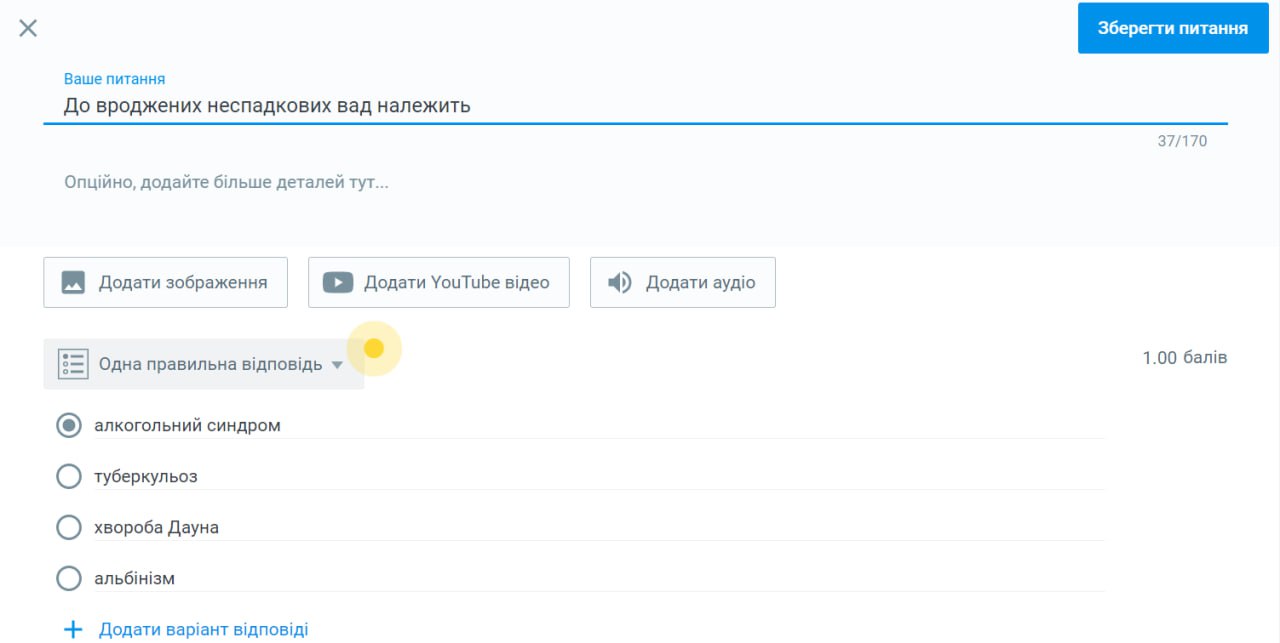 Зберегти питання
Ваше питання
До вроджених неспадкових вад належить
37/170
Опційно, додайте більше деталей тут...
Додати зображення Додати YouTube відео Додати аудіо
Одна правильна відповідь 1.00 балів
алкогольний синдром
туберкульоз
хвороба Дауна
альбінізм
+ Додати варіант відповіді